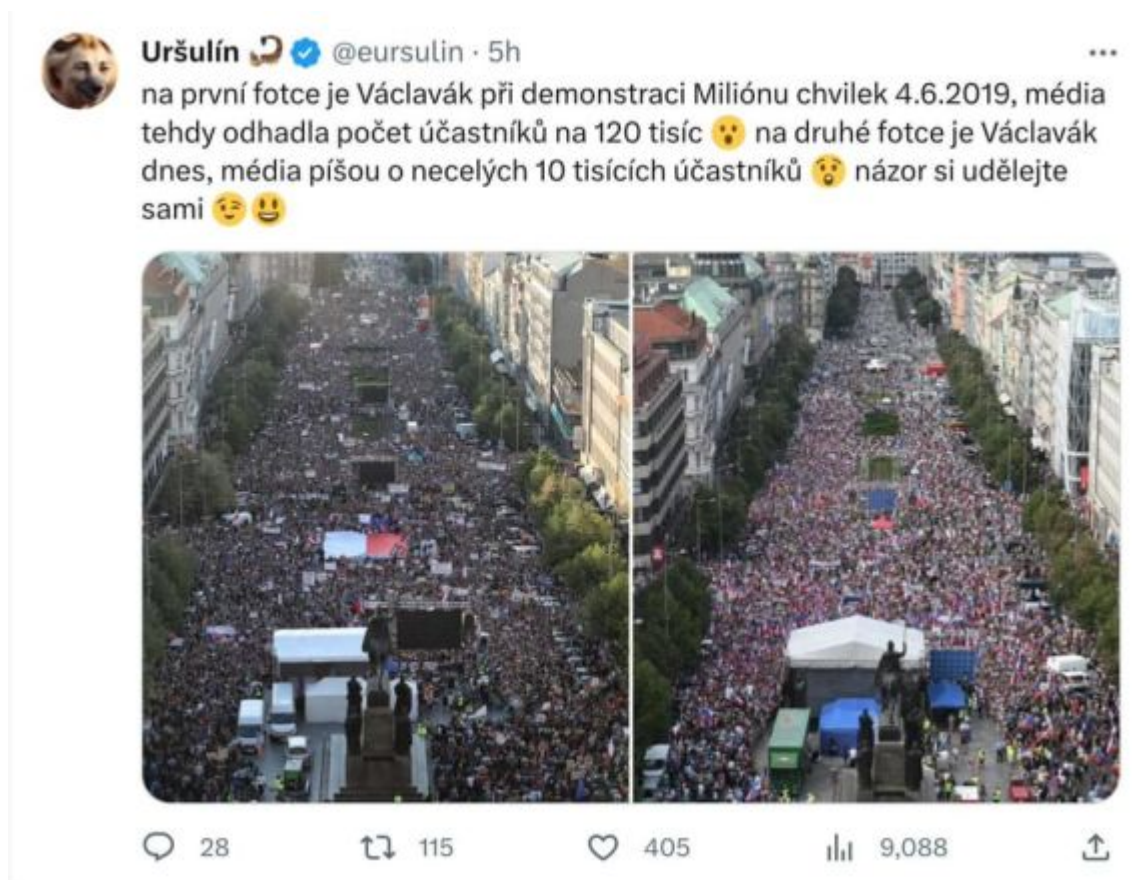 Uršulín @eursulin · 5h
na první fotce je Václavák při demonstraci Miliónu chvilek 4.6.2019, média
tehdy odhadla počet účastníků na 120 tisíc 😮 na druhé fotce je Václavák
dnes, média píšou o necelých 10 tisících účastníků 😲 názor si udělejte
sami 😉😃
28 115 405 9,088